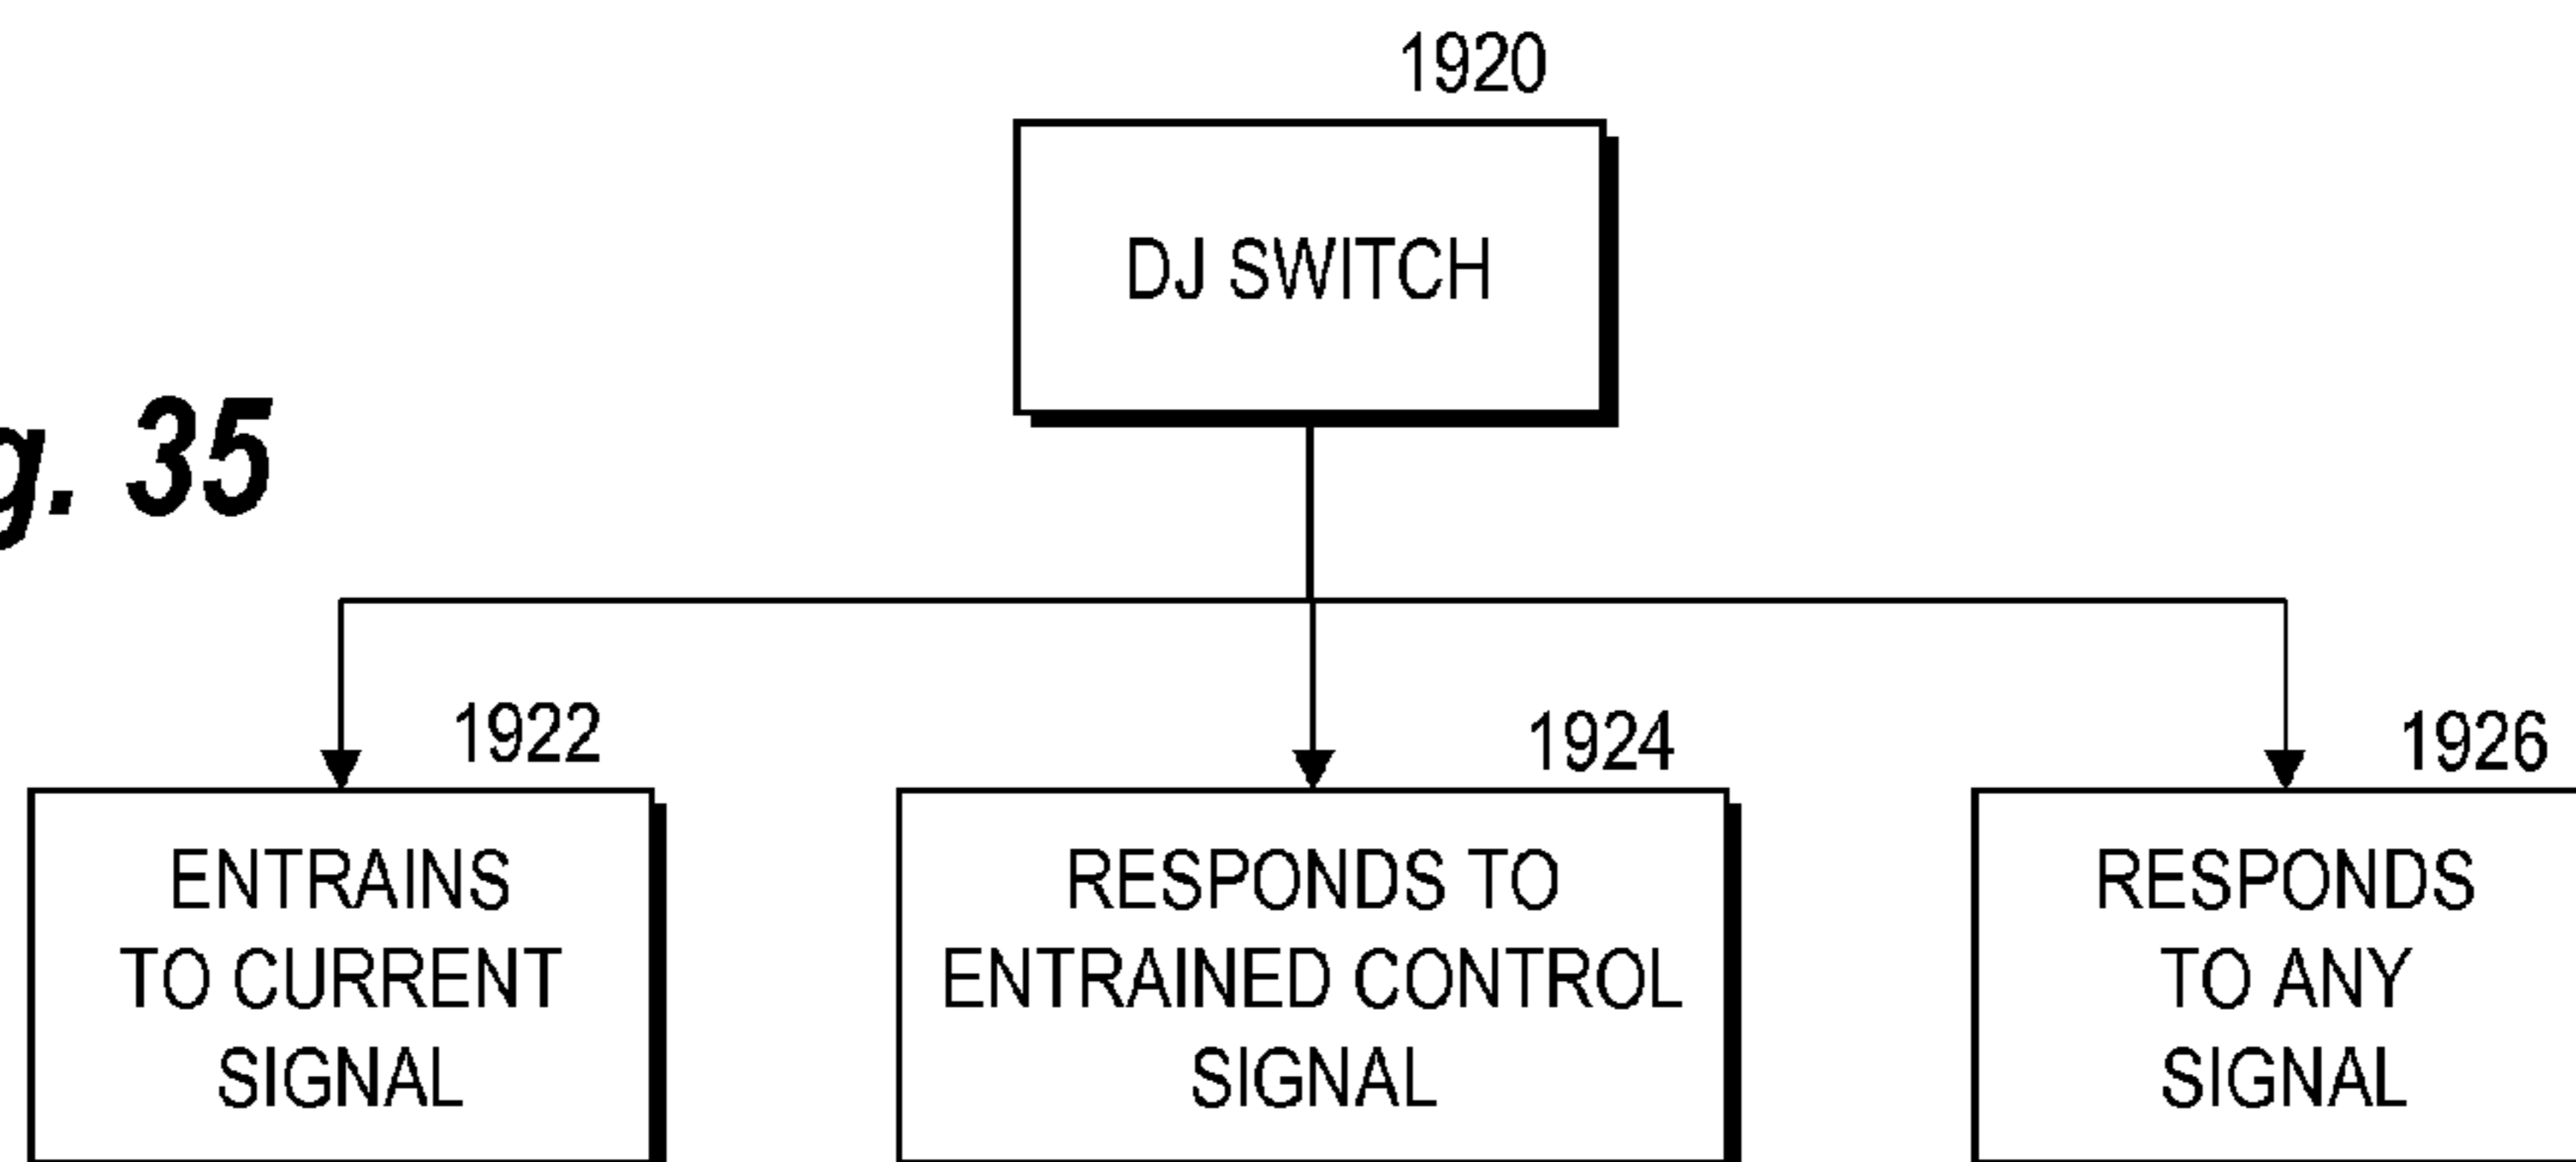 1920
DJ SWITCH
g. 35
1922
1924
1926
ENTRAINS
TO CURRENT
SIGNAL
RESPONDS TO
ENTRAINED CONTROL
SIGNAL
RESPONDS
TO ANY
SIGNAL